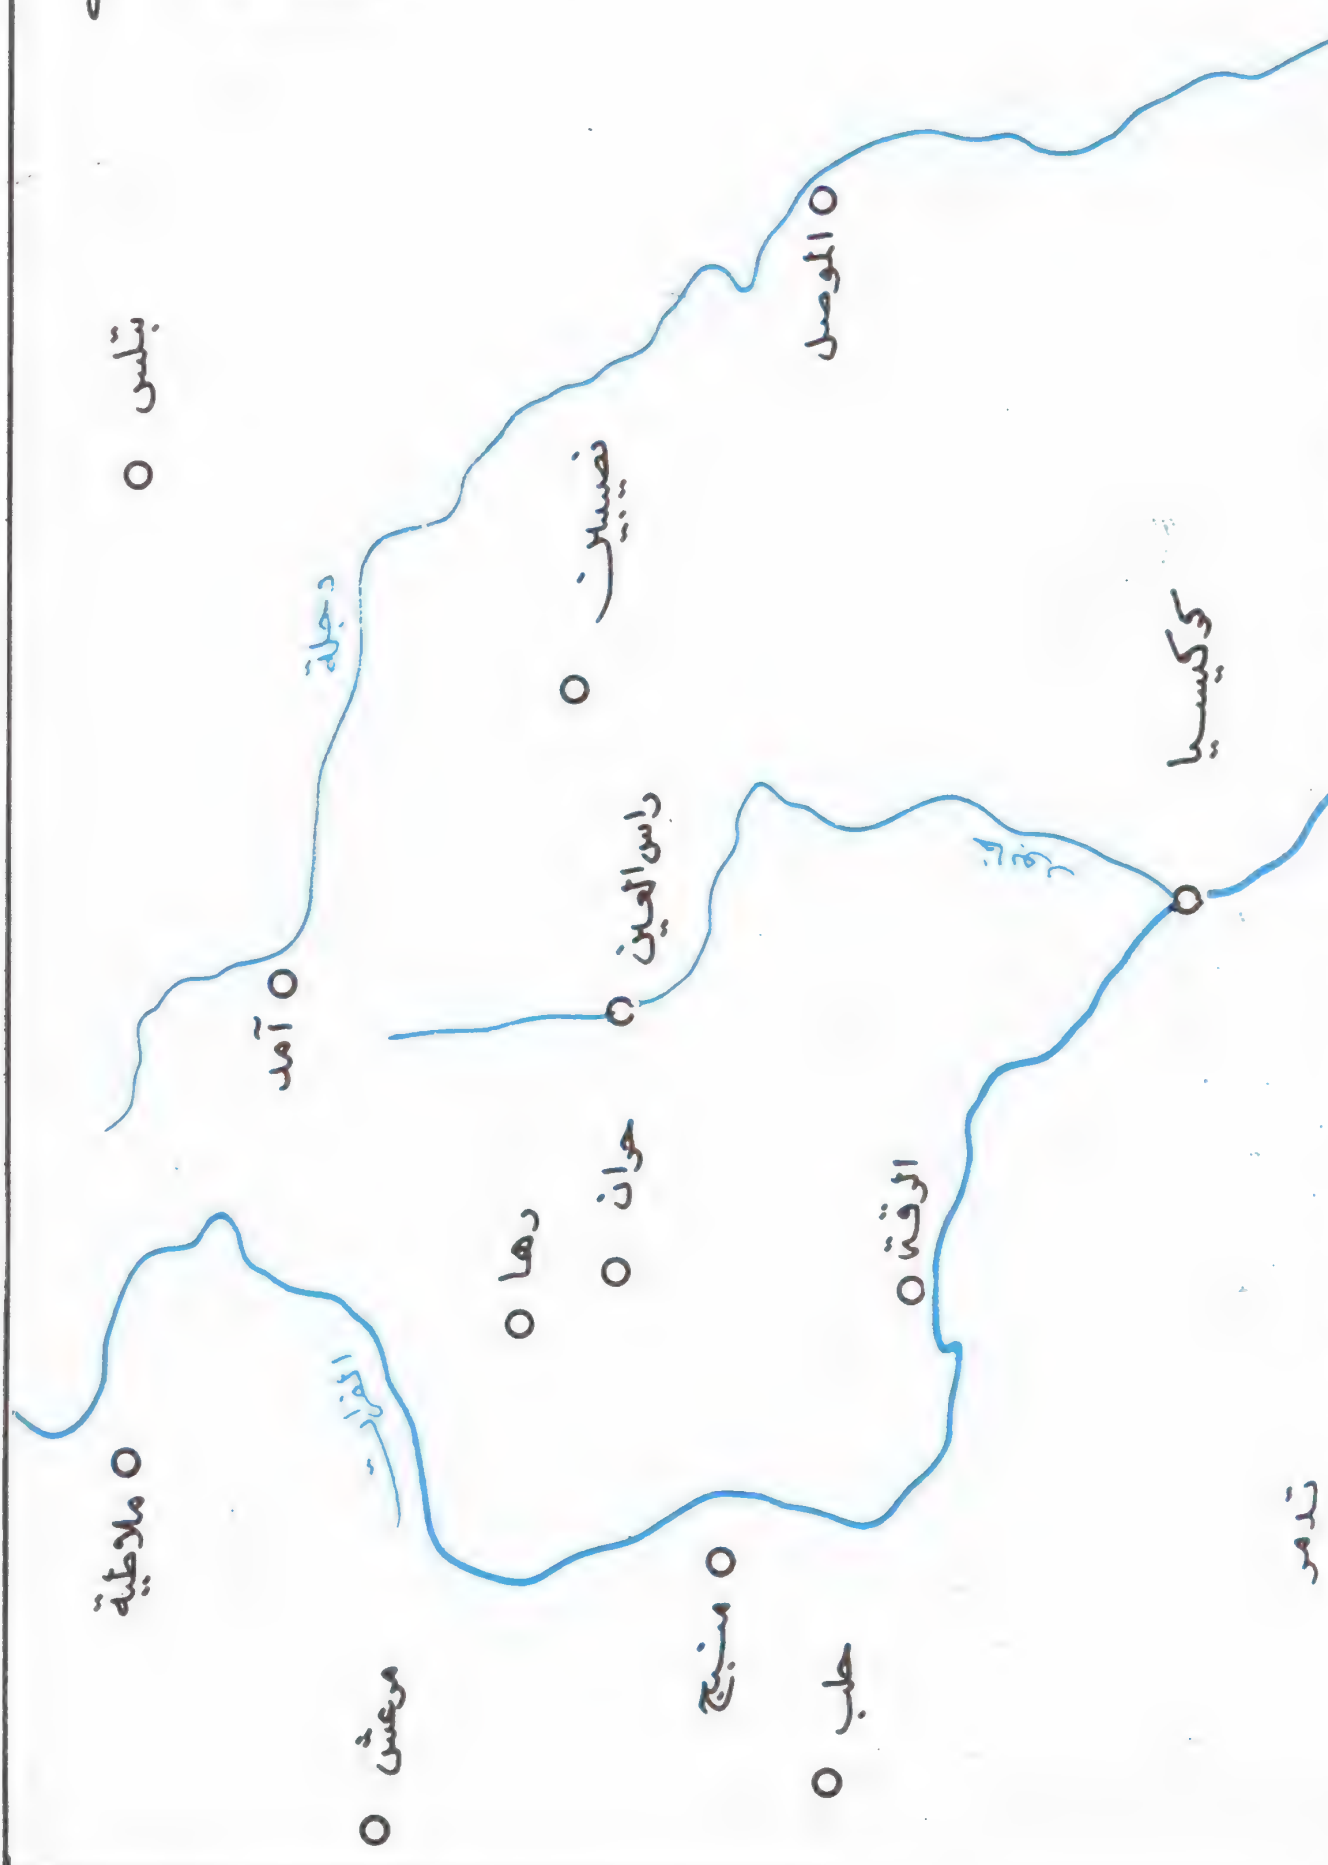 بتلس
دجلة
الموصل
نصيبين
آمد
راس العين
كركيسيا
حران
رها
الرقة
الفرات
ملاطية
منبج
مرعش
حلب
تدمر